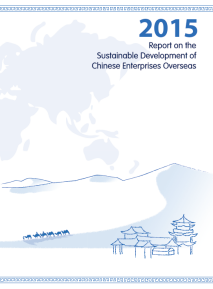 2015
Report on the
Sustainable Development of
Chinese Enterprises Overseas